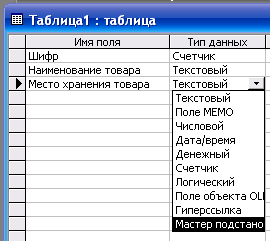 Таблица1 : таблица
Имя поля Тип данных
Шифр Счетчик
Наименование товара Текстовый
Место хранения товара Текстовый
Текстовый
Поле МЕМО
Числовой
Дата/время
Денежный
Счетчик
Логический
Поле объекта OL
Гиперссылка
Мастер подстано